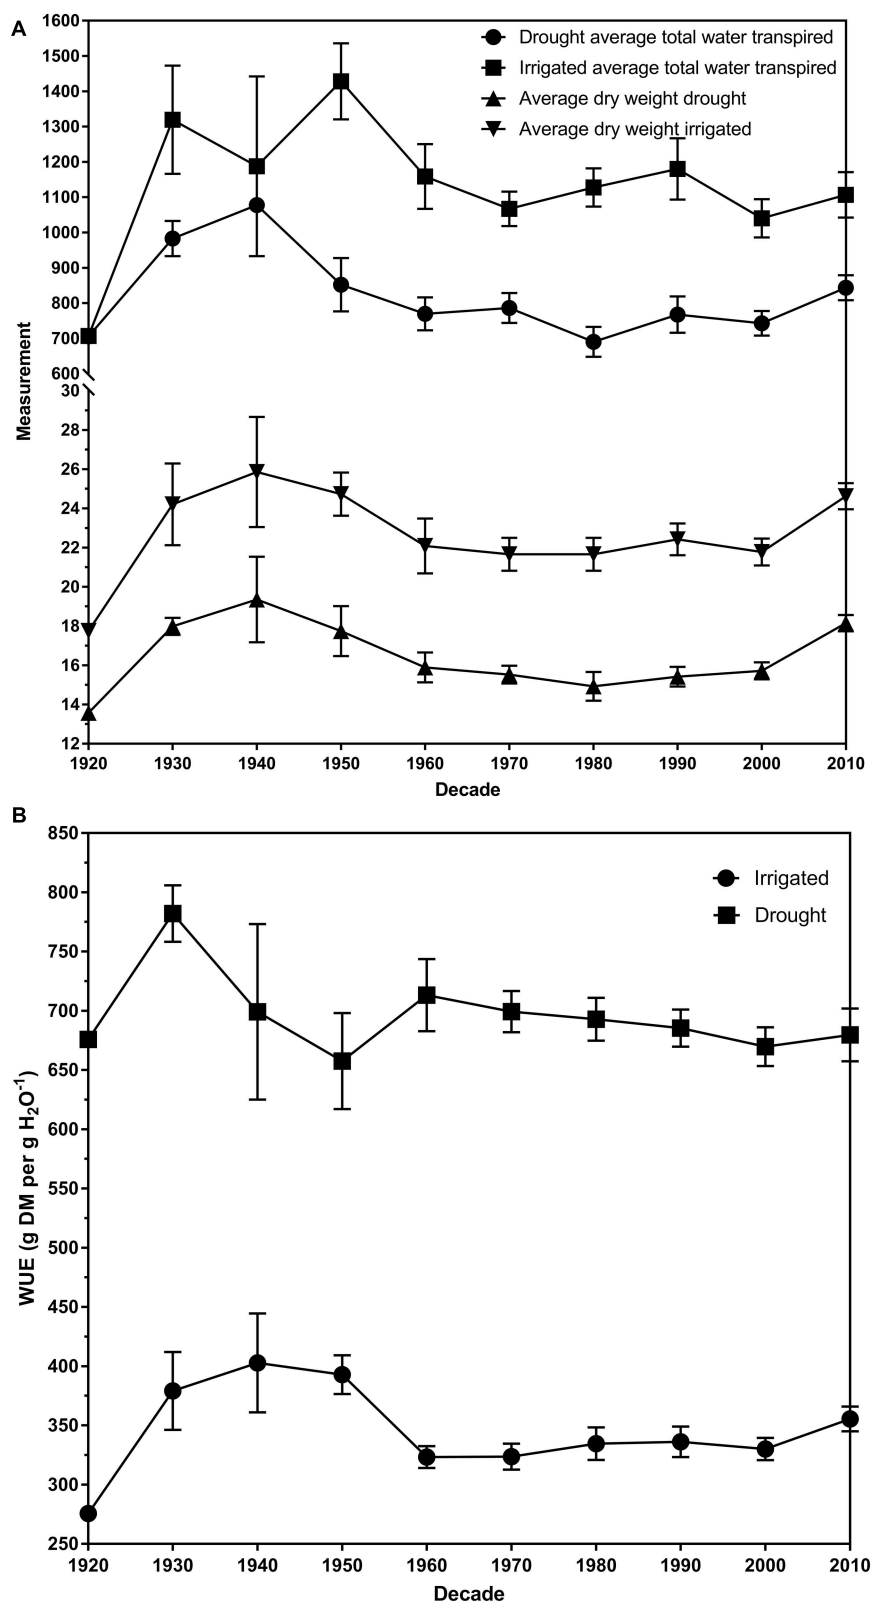 A
1600
1500
1400
1300
1200
1100
1000
900
800
700
600
30
28
26
24
22
20
18
16
14
12
Measurement
Drought average total water transpired
Irrigated average total water transpired
Average dry weight drought
Average dry weight irrigated
1920 1930 1940 1950 1960 1970 1980 1990 2000 2010
Decade
B
850
800
750
700
650
600
550
500
450
400
350
300
250
WUE (g DM per g H₂O⁻¹)
Irrigated
Drought
1920 1930 1940 1950 1960 1970 1980 1990 2000 2010
Decade